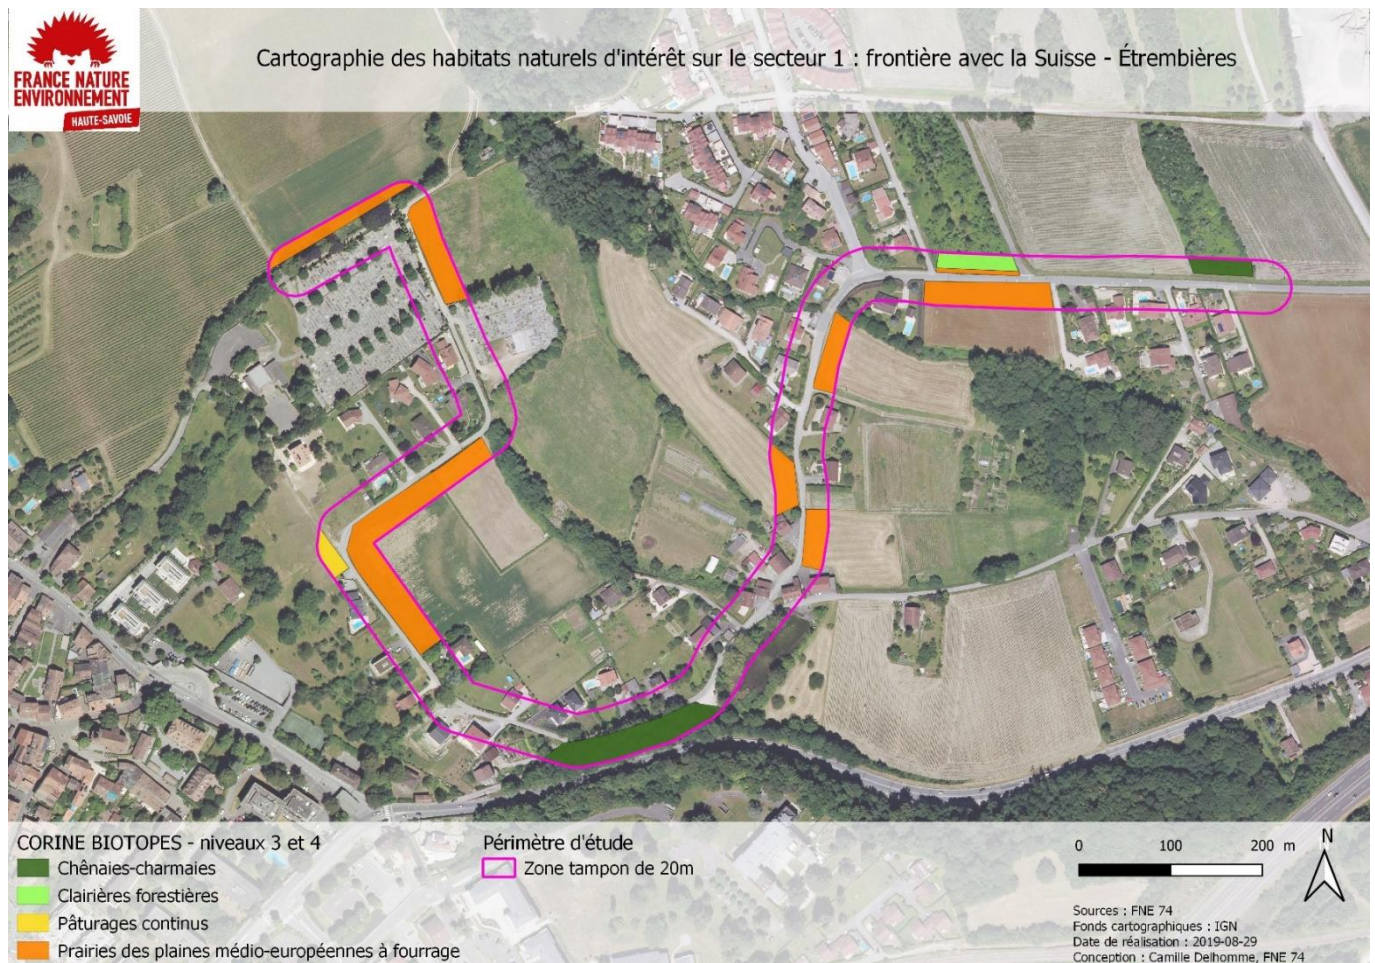 FRANCE NATURE
ENVIRONNEMENT
HAUTE-SAVOIE
Cartographie des habitats naturels d'intérêt sur le secteur 1 : frontière avec la Suisse - Étrembières
CORINE BIOTOPES - niveaux 3 et 4
Chênaies-charmaies
Clairières forestières
Pâturages continus
Prairies des plaines médio-européennes à fourrage
Périmètre d'étude
Zone tampon de 20m
0 100 200 m
N
Sources : FNE 74
Fonds cartographiques : IGN
Date de réalisation : 2019-08-29
Conception : Camille Delhomme, FNE 74